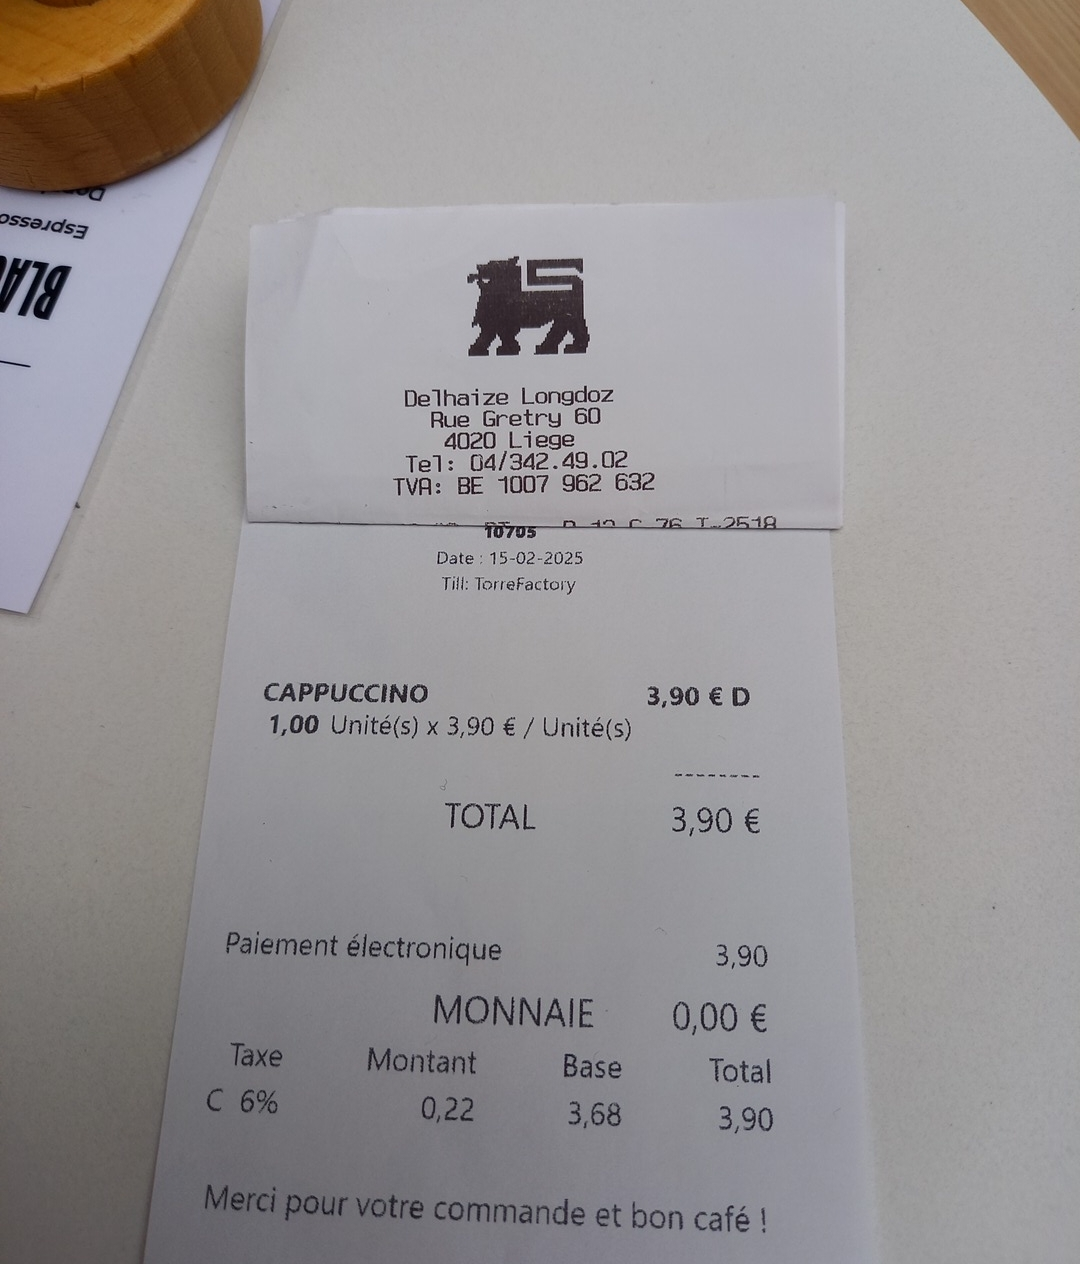 Espresso
Delhaize Longdoz
Rue Gretry 60
4020 Liege
Tel: 04/342.49.02
TVA: BE 1007 962 632
10705
Date : 15-02-2025
Till: TorreFactory
CAPPUCCINO 3,90 € D
1,00 Unité(s) x 3,90 € / Unité(s)
--------
TOTAL 3,90 €
Paiement électronique 3,90
MONNAIE 0,00 €
Taxe Montant Base Total
C 6% 0,22 3,68 3,90
Merci pour votre commande et bon café !